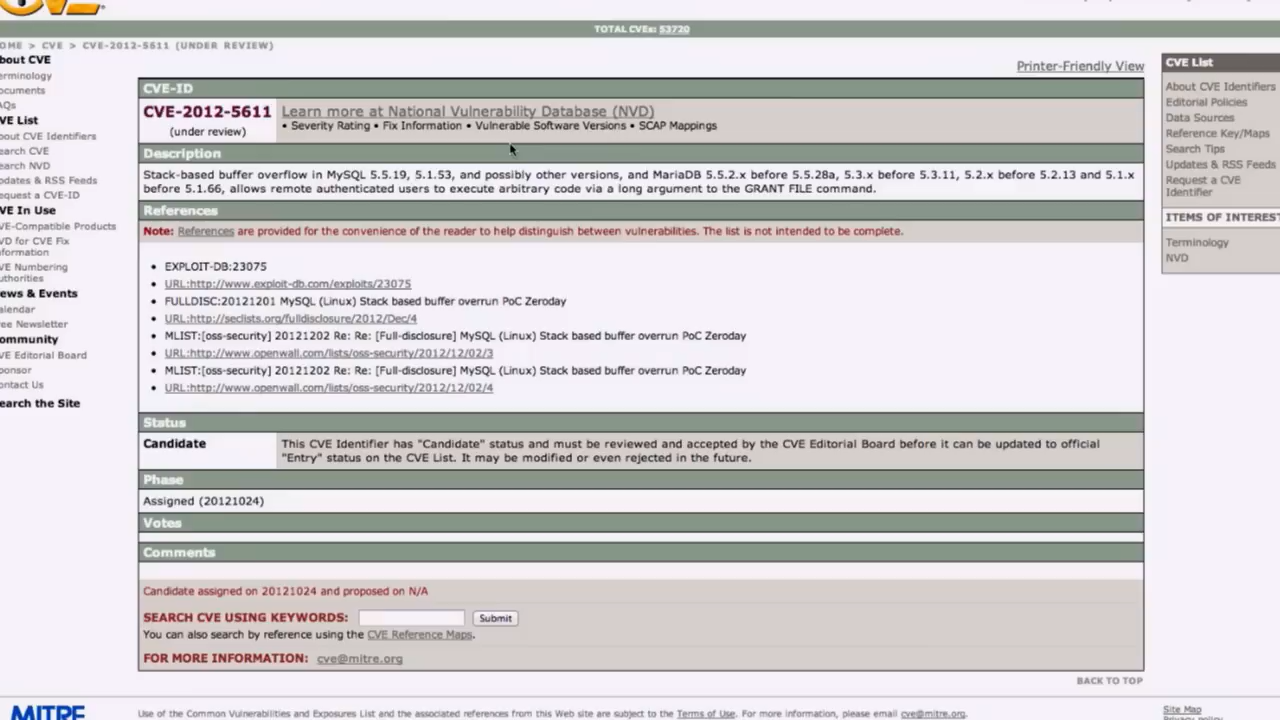 TOTAL CVEs: 53720
OME > CVE > CVE-2012-5611 (UNDER REVIEW)
bout CVE
erminology
ocuments
AQs
VE List
bout CVE Identifiers
earch CVE
earch NVD
pdates & RSS Feeds
equest a CVE-ID
VE In Use
VE-Compatible Products
VD for CVE Fix
nformation
VE Numbering
uthorities
ews & Events
alendar
ree Newsletter
ommunity
VE Editorial Board
ponsor
ontact Us
earch the Site
Printer-Friendly View
CVE-ID
CVE-2012-5611 Learn more at National Vulnerability Database (NVD)
(under review) • Severity Rating • Fix Information • Vulnerable Software Versions • SCAP Mappings
Description
Stack-based buffer overflow in MySQL 5.5.19, 5.1.53, and possibly other versions, and MariaDB 5.5.2.x before 5.5.28a, 5.3.x before 5.3.11, 5.2.x before 5.2.13 and 5.1.x
before 5.1.66, allows remote authenticated users to execute arbitrary code via a long argument to the GRANT FILE command.
References
Note: References are provided for the convenience of the reader to help distinguish between vulnerabilities. The list is not intended to be complete.
• EXPLOIT-DB:23075
• URL:http://www.exploit-db.com/exploits/23075
• FULLDISC:20121201 MySQL (Linux) Stack based buffer overrun PoC Zeroday
• URL:http://seclists.org/fulldisclosure/2012/Dec/4
• MLIST:[oss-security] 20121202 Re: Re: [Full-disclosure] MySQL (Linux) Stack based buffer overrun PoC Zeroday
• URL:http://www.openwall.com/lists/oss-security/2012/12/02/3
• MLIST:[oss-security] 20121202 Re: Re: [Full-disclosure] MySQL (Linux) Stack based buffer overrun PoC Zeroday
• URL:http://www.openwall.com/lists/oss-security/2012/12/02/4
Status
Candidate This CVE Identifier has "Candidate" status and must be reviewed and accepted by the CVE Editorial Board before it can be updated to official
"Entry" status on the CVE List. It may be modified or even rejected in the future.
Phase
Assigned (20121024)
Votes
Comments
Candidate assigned on 20121024 and proposed on N/A
SEARCH CVE USING KEYWORDS: Submit
You can also search by reference using the CVE Reference Maps.
FOR MORE INFORMATION: cve@mitre.org
BACK TO TOP
CVE List
About CVE Identifiers
Editorial Policies
Data Sources
Reference Key/Maps
Search Tips
Updates & RSS Feeds
Request a CVE
Identifier
ITEMS OF INTEREST
Terminology
NVD
MITRE
Use of the Common Vulnerabilities and Exposures List and the associated references from this Web site are subject to the Terms of Use. For more information, please email cve@mitre.org.
Site Map
Privacy policy